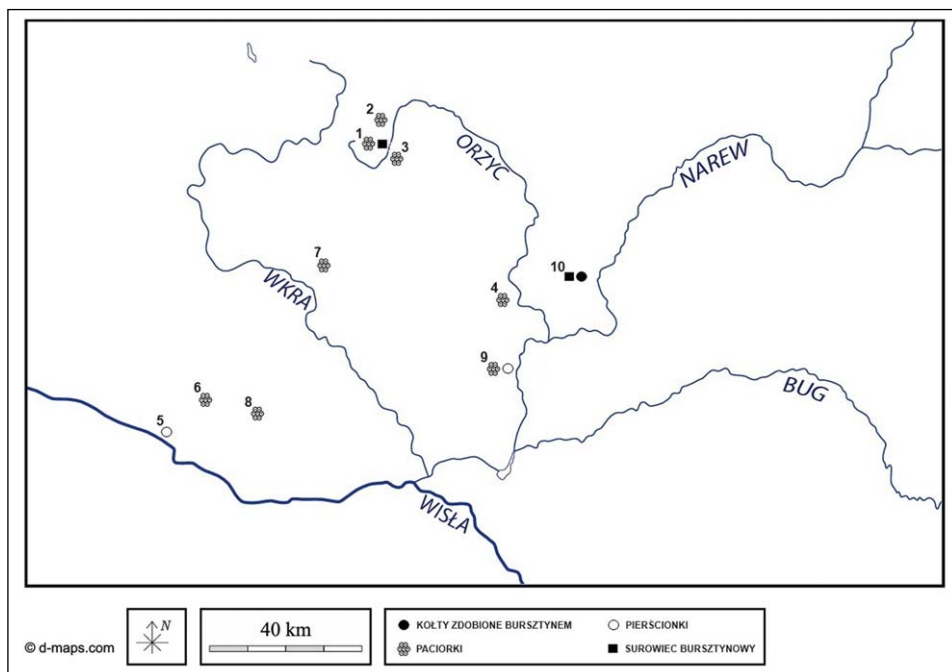 2
1
3
ORZYC
NAREW
7
10
4
WKRA
9
BUG
6
8
5
WISŁA
N
40 km
KOŁTY ZDOBIONE BURSZTYNEM
PIERŚCIONKI
PACIORKI
SUROWIEC BURSZTYNOWY
© d-maps.com